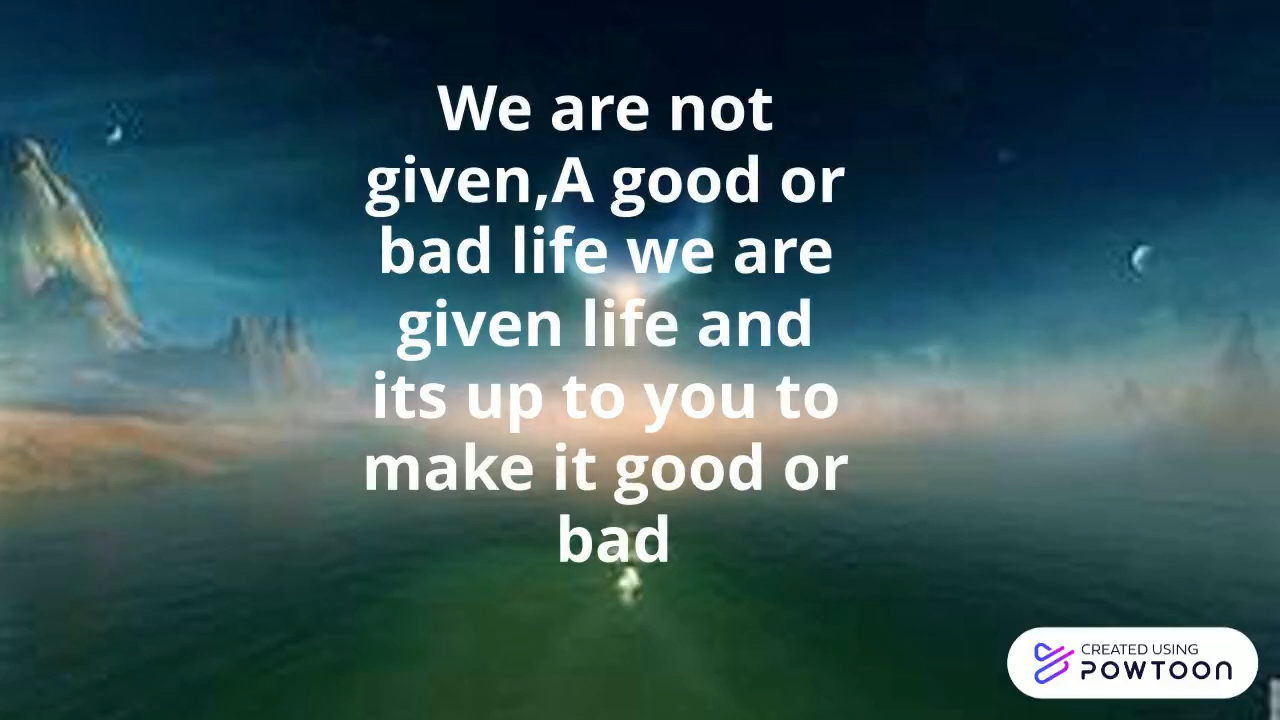 We are not
given,A good or
bad life we are
given life and
its up to you to
make it good or
bad
CREATED USING
POWTOON